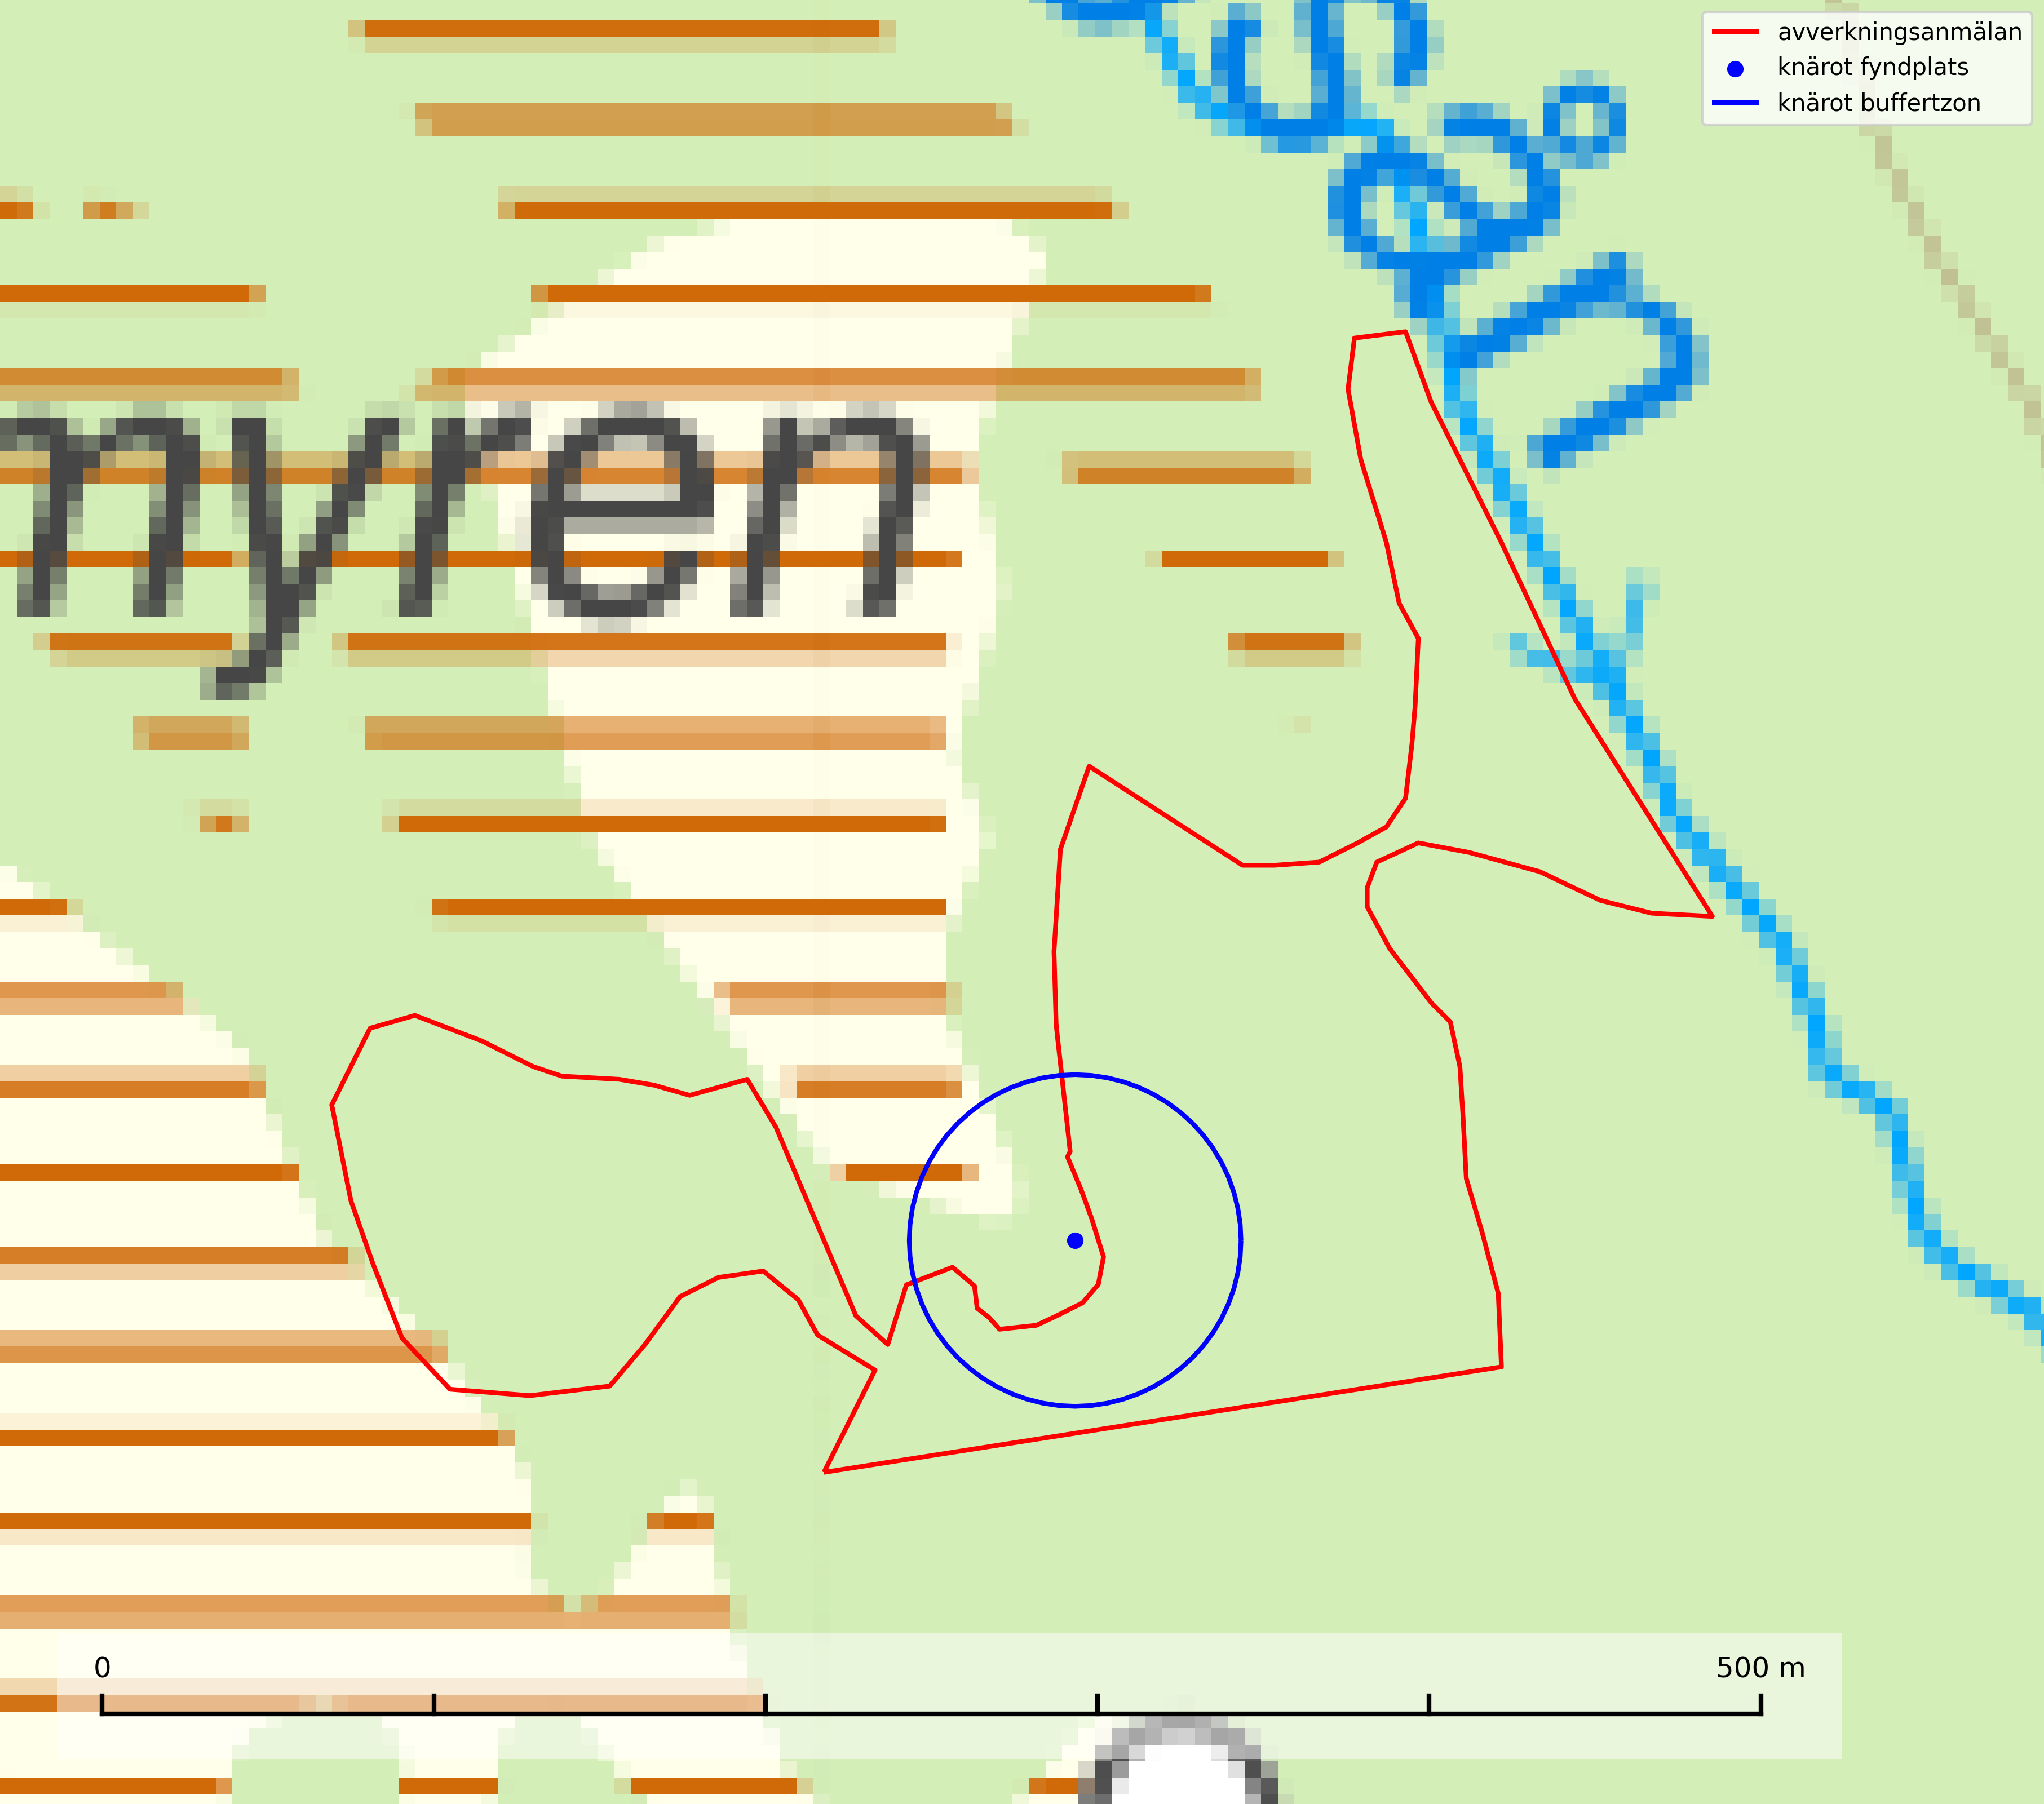 avverkningsanmälan
knärot fyndplats
knärot buffertzon
myren
0
500 m